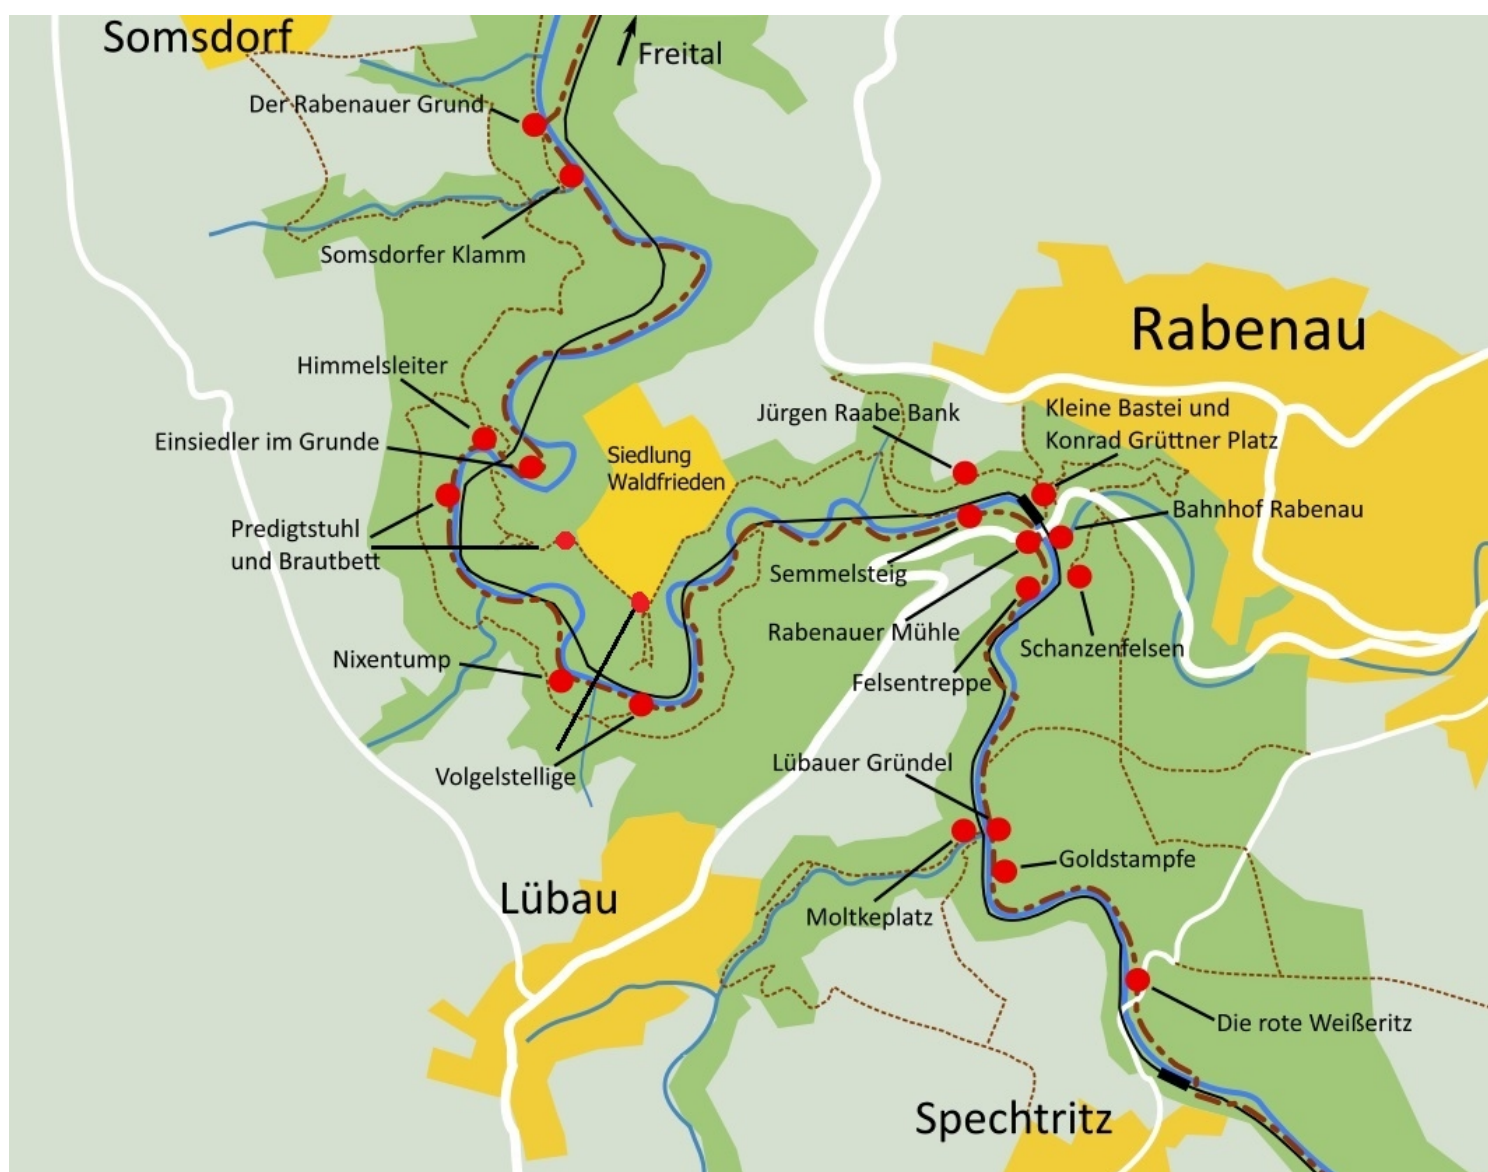 Somsdorf
Freital
Der Rabenauer Grund
Somsdorfer Klamm
Rabenau
Himmelsleiter
Jürgen Raabe Bank
Kleine Bastei und
Konrad Grüttner Platz
Einsiedler im Grunde
Siedlung
Waldfrieden
Bahnhof Rabenau
Predigtstuhl
und Brautbett
Semmelsteig
Rabenauer Mühle
Schanzenfelsen
Nixentump
Felsentreppe
Volgelstellige
Lübauer Gründel
Goldstampfe
Lübau
Moltkeplatz
Die rote Weißeritz
Spechtritz